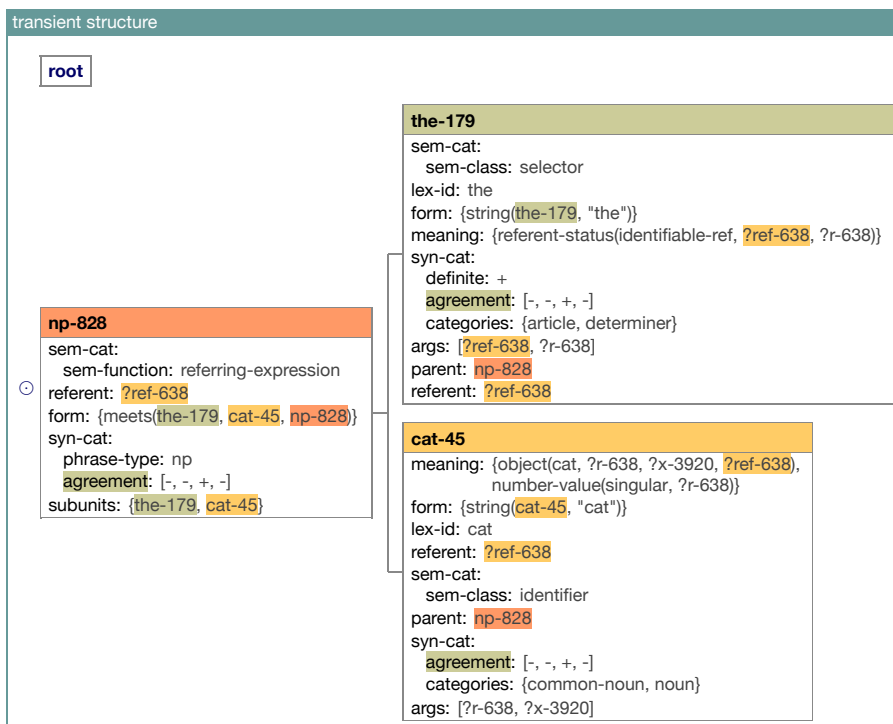 transient structure
root
the-179
sem-cat:
sem-class: selector
lex-id: the
form: {string(the-179, "the")}
meaning: {referent-status(identifiable-ref, ?ref-638, ?r-638)}
syn-cat:
definite: +
agreement: [-, -, +, -]
categories: {article, determiner}
args: [?ref-638, ?r-638]
parent: np-828
referent: ?ref-638
np-828
sem-cat:
sem-function: referring-expression
referent: ?ref-638
form: {meets(the-179, cat-45, np-828)}
syn-cat:
phrase-type: np
agreement: [-, -, +, -]
subunits: {the-179, cat-45}
cat-45
meaning: {object(cat, ?r-638, ?x-3920, ?ref-638),
number-value(singular, ?r-638)}
form: {string(cat-45, "cat")}
lex-id: cat
referent: ?ref-638
sem-cat:
sem-class: identifier
parent: np-828
syn-cat:
agreement: [-, -, +, -]
categories: {common-noun, noun}
args: [?r-638, ?x-3920]